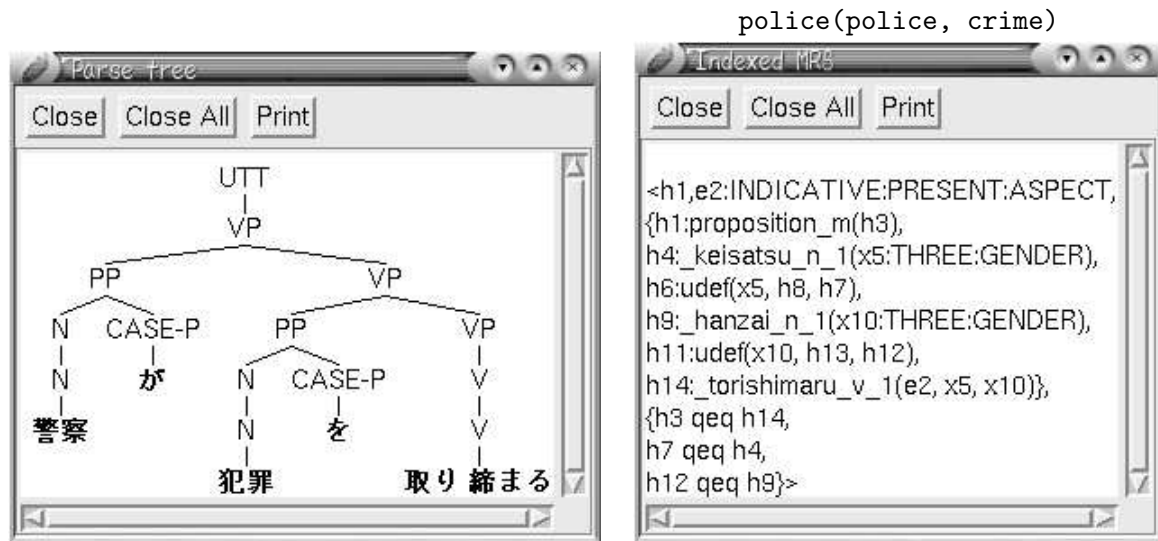 police(police, crime)
Parse tree
Close Close All Print
UTT
VP
PP VP
N CASE-P PP VP
N が N CASE-P V
警察 N を V
犯罪 取り締まる
Indexed MRS
Close Close All Print
<h1,e2:INDICATIVE:PRESENT:ASPECT,
{h1:proposition_m(h3),
h4:_keisatsu_n_1(x5:THREE:GENDER),
h6:udef(x5, h8, h7),
h9:_hanzai_n_1(x10:THREE:GENDER),
h11:udef(x10, h13, h12),
h14:_torishimaru_v_1(e2, x5, x10)},
{h3 qeq h14,
h7 qeq h4,
h12 qeq h9}>